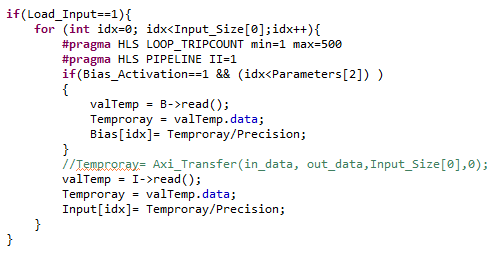 if(Load_Input==1){
    for (int idx=0; idx<Input_Size[0];idx++){
        #pragma HLS LOOP_TRIPCOUNT min=1 max=500
        #pragma HLS PIPELINE II=1
        if(Bias_Activation==1 && (idx<Parameters[2]) )
        {
            valTemp = B->read();
            Temproray = valTemp.data;
            Bias[idx]= Temproray/Precision;
        }
        //Temproray= Axi_Transfer(in_data, out_data,Input_Size[0],0);
        valTemp = I->read();
        Temproray = valTemp.data;
        Input[idx]= Temproray/Precision;
    }
}